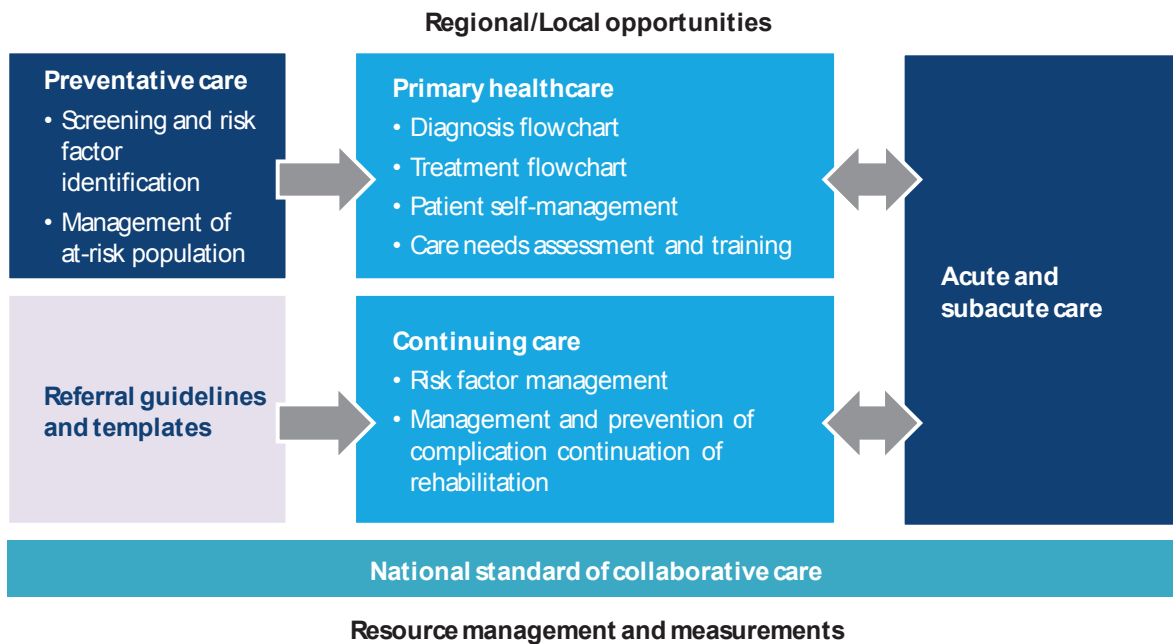 Regional/Local opportunities
Preventative care
• Screening and risk
factor
identification
• Management of
at-risk population
Primary healthcare
• Diagnosis flowchart
• Treatment flowchart
• Patient self-management
• Care needs assessment and training
Acute and
subacute care
Referral guidelines
and templates
Continuing care
• Risk factor management
• Management and prevention of
complication continuation of
rehabilitation
National standard of collaborative care
Resource management and measurements